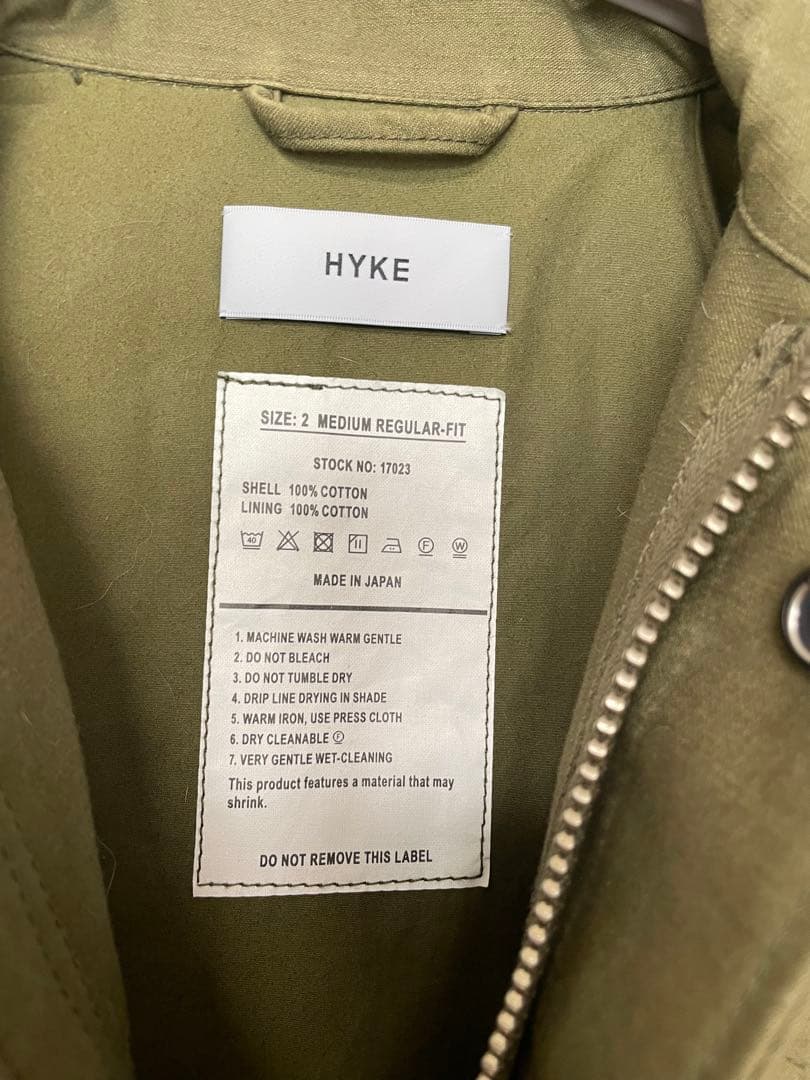 HYKE
SIZE: 2 MEDIUM REGULAR-FIT
STOCK NO: 17023
SHELL 100% COTTON
LINING 100% COTTON
40 F W
MADE IN JAPAN
1. MACHINE WASH WARM GENTLE
2. DO NOT BLEACH
3. DO NOT TUMBLE DRY
4. DRIP LINE DRYING IN SHADE
5. WARM IRON, USE PRESS CLOTH
6. DRY CLEANABLE Ⓕ
7. VERY GENTLE WET-CLEANING
This product features a material that may
shrink.
DO NOT REMOVE THIS LABEL